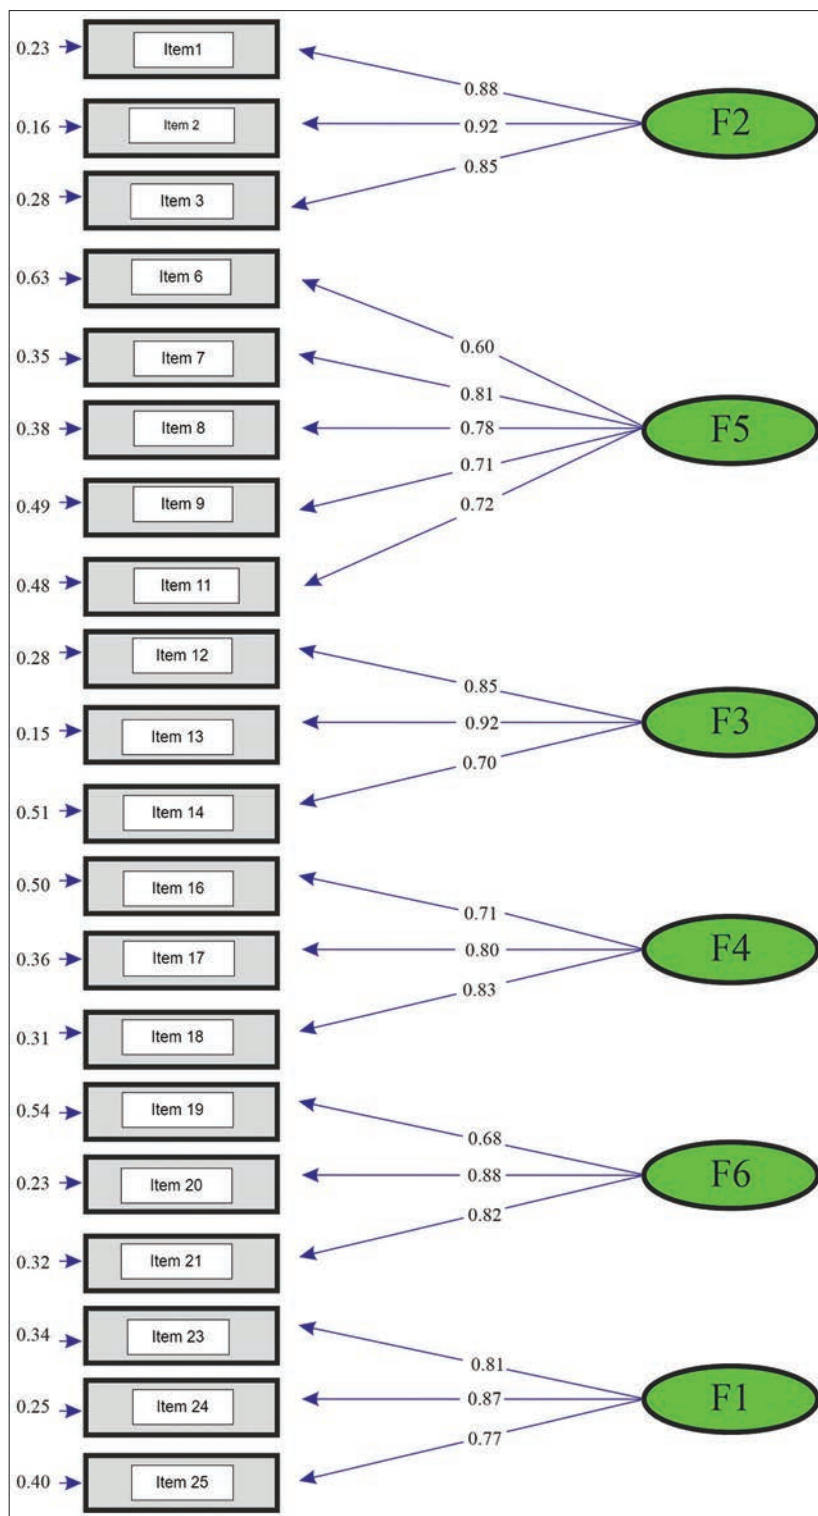 0.23 Item1
0.88
0.16 Item 2 0.92 F2
0.85
0.28 Item 3
0.63 Item 6
0.60
0.35 Item 7
0.81
0.38 Item 8 0.78 F5
0.71
0.49 Item 9
0.72
0.48 Item 11
0.28 Item 12
0.85
0.15 Item 13 0.92 F3
0.70
0.51 Item 14
0.50 Item 16
0.71
0.36 Item 17 0.80 F4
0.83
0.31 Item 18
0.54 Item 19
0.68
0.23 Item 20 0.88 F6
0.82
0.32 Item 21
0.34 Item 23
0.81
0.25 Item 24 0.87 F1
0.77
0.40 Item 25